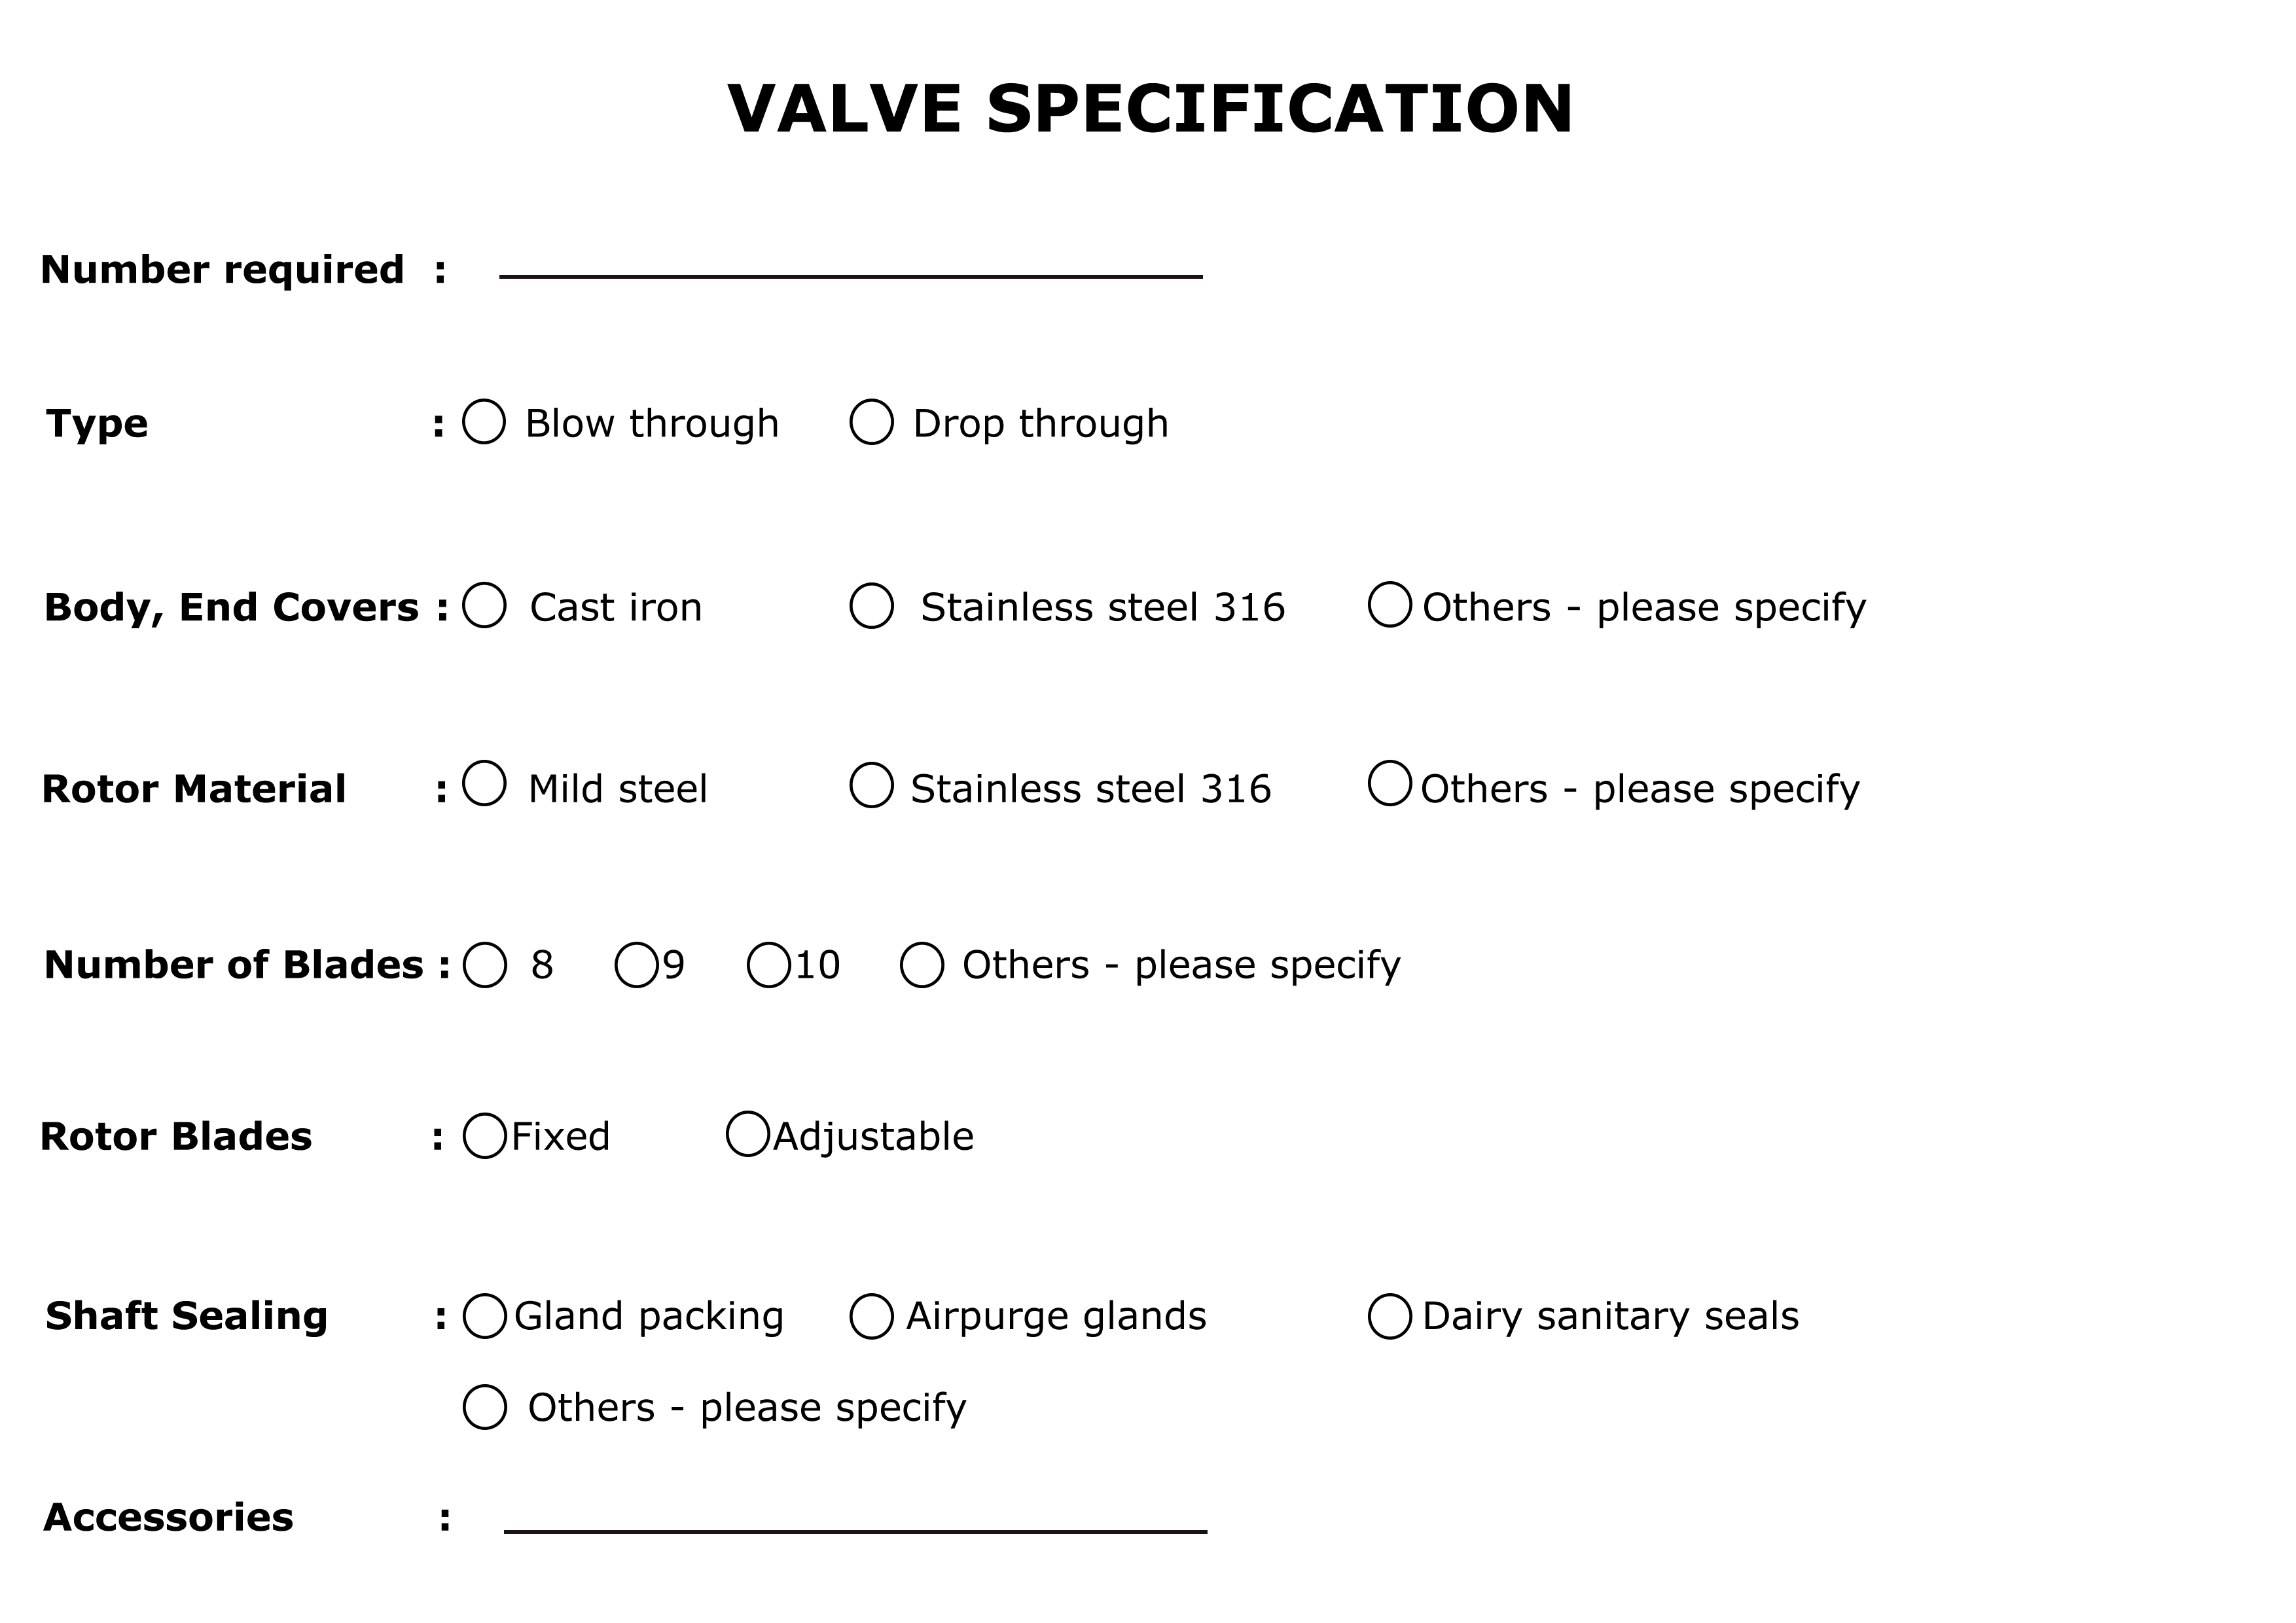 VALVE SPECIFICATION
Number required :
Type : Blow through Drop through
Body, End Covers : Cast iron Stainless steel 316 Others - please specify
Rotor Material : Mild steel Stainless steel 316 Others - please specify
Number of Blades : 8 9 10 Others - please specify
Rotor Blades : Fixed Adjustable
Shaft Sealing : Gland packing Airpurge glands Dairy sanitary seals
Others - please specify
Accessories :